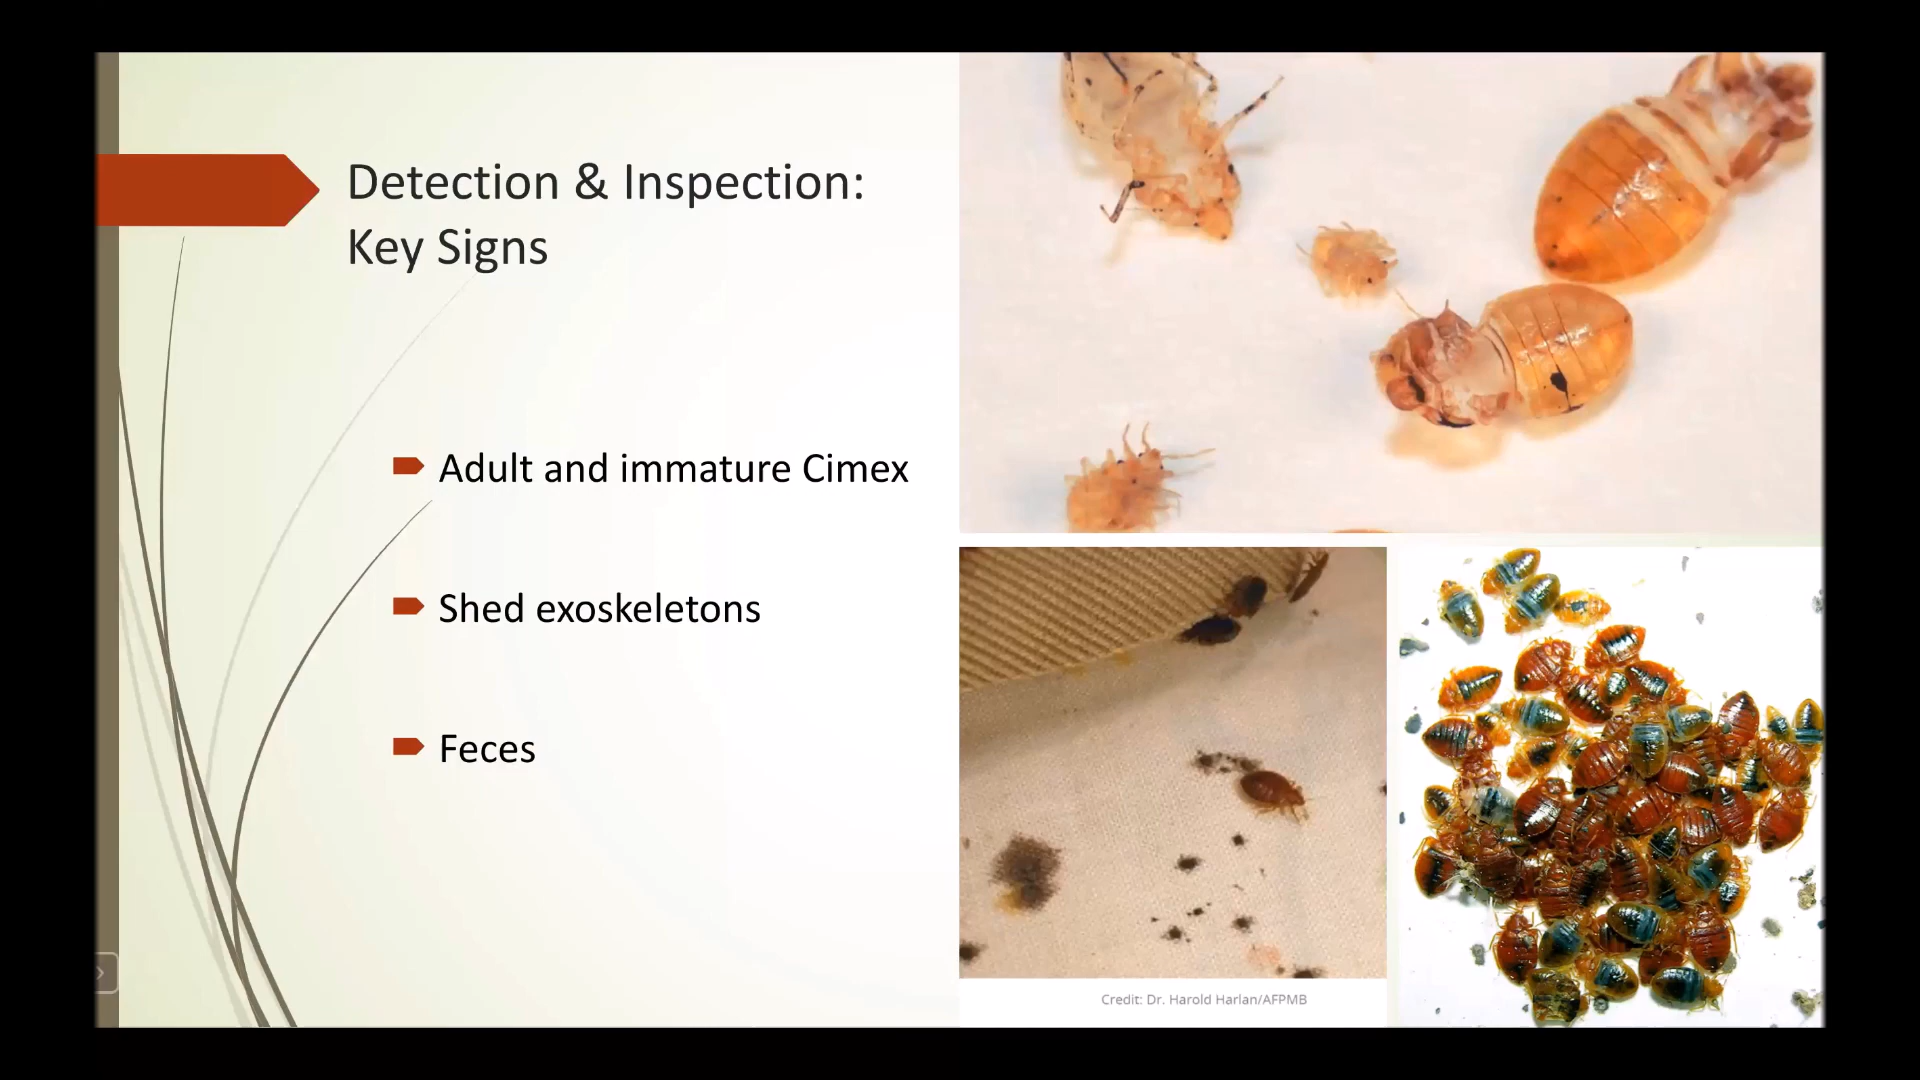 Detection & Inspection:
Key Signs
Adult and immature Cimex
Shed exoskeletons
Feces
Credit: Dr. Harold Harlan/AFPMB